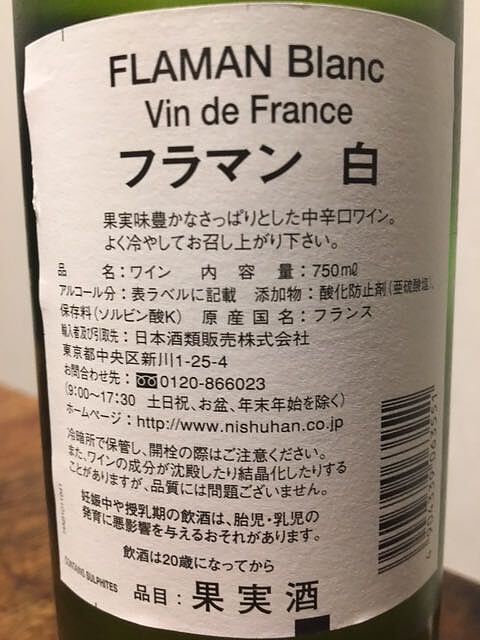 FLAMAN Blanc
Vin de France
フラマン 白
果実味豊かなさっぱりとした中辛口ワイン。
よく冷やしてお召し上がり下さい。
品 名:ワイン 内 容 量:750mℓ
アルコール分:表ラベルに記載 添加物:酸化防止剤(亜硫酸塩)、
保存料(ソルビン酸K) 原 産 国 名:フランス
輸入者及び引取先:日本酒類販売株式会社
東京都中央区新川1-25-4
お問合わせ先:0120-866023
(9:00~17:30 土日祝、お盆、年末年始を除く)
ホームページ:http://www.nishuhan.co.jp
冷暗所で保管し、開栓の際はご注意ください。
また、ワインの成分が沈殿したり結晶化したりする
ことがありますが、品質には問題ございません。
妊娠中や授乳期の飲酒は、胎児・乳児の
発育に悪影響を与えるおそれがあります。
飲酒は20歳になってから
CONTAINS SULPHITES
品目:果実酒